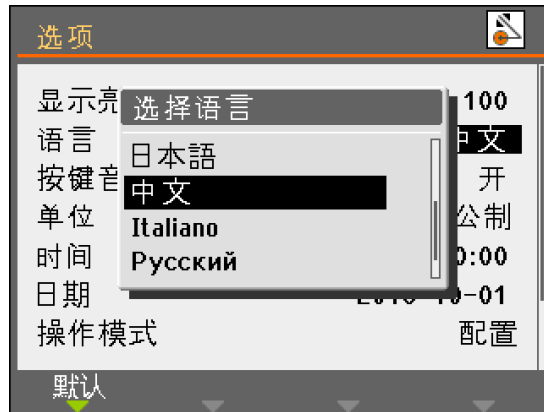 选项
显示亮 100
选择语言
语言 中文
日本語
按键音 开
中文
单位 公制
Italiano
时间 0:00
Русский
日期 10-01
操作模式 配置
默认